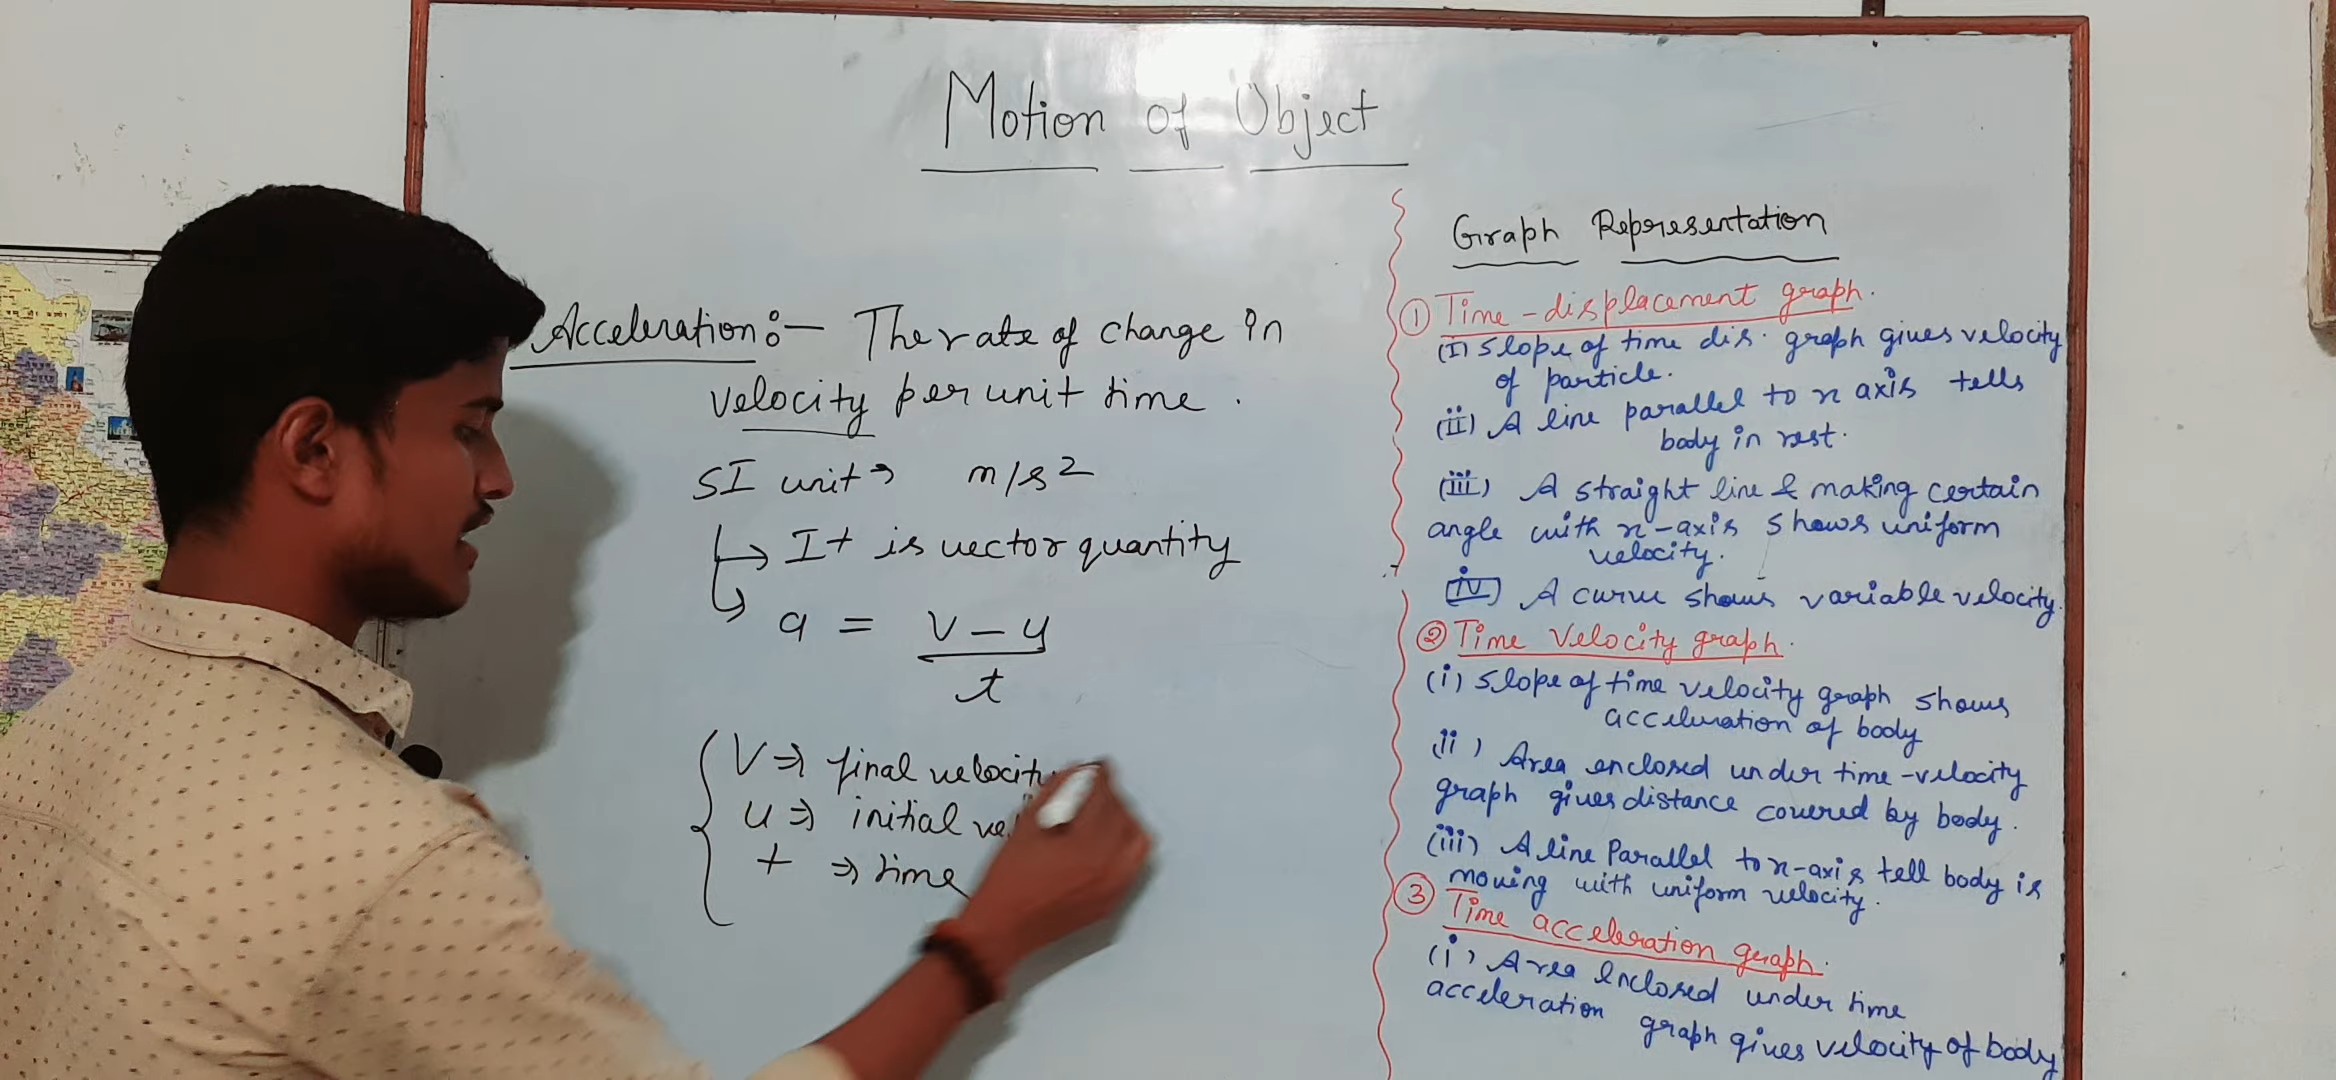 Motion of Object
Acceleration :- The rate of change in
velocity per unit time.
SI unit → m/s2
→ It is vector quantity
→ a = v - u
t
V ⇒ final velocity
u ⇒ initial
t ⇒ time
Graph Representation
① Time - displacement graph.
(I) slope of time dis. graph gives velocity
of particle.
(ii) A line parallel to x axis tells
body in rest.
(iii) A straight line & making certain
angle with x-axis shows uniform
velocity.
(iv) A curve shows variable velocity.
② Time Velocity graph.
(i) slope of time velocity graph shows
acceleration of body
(ii) Area enclosed under time-velocity
graph gives distance covered by body.
(iii) A line Parallel to x-axis tell body is
moving with uniform velocity.
③ Time acceleration graph.
(i) Area Enclosed under time
acceleration graph gives velocity of body